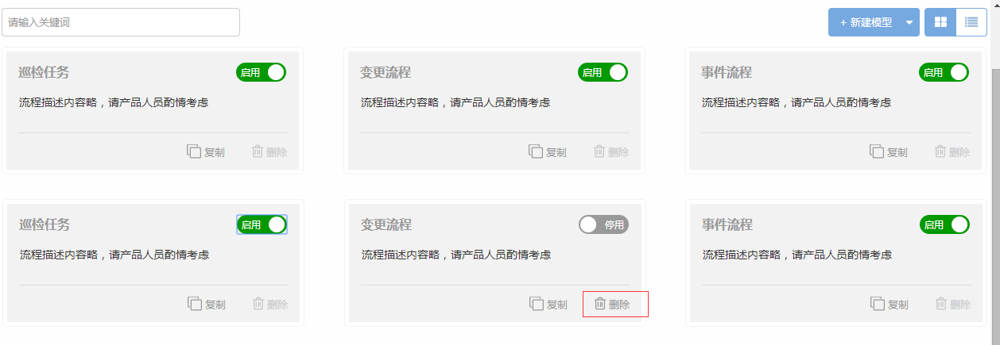 请输入关键词
+ 新建模型
巡检任务 启用
流程描述内容略，请产品人员酌情考虑
复制 删除
变更流程 启用
流程描述内容略，请产品人员酌情考虑
复制 删除
事件流程 启用
流程描述内容略，请产品人员酌情考虑
复制 删除
巡检任务 启用
流程描述内容略，请产品人员酌情考虑
复制 删除
变更流程 停用
流程描述内容略，请产品人员酌情考虑
复制 删除
事件流程 启用
流程描述内容略，请产品人员酌情考虑
复制 删除